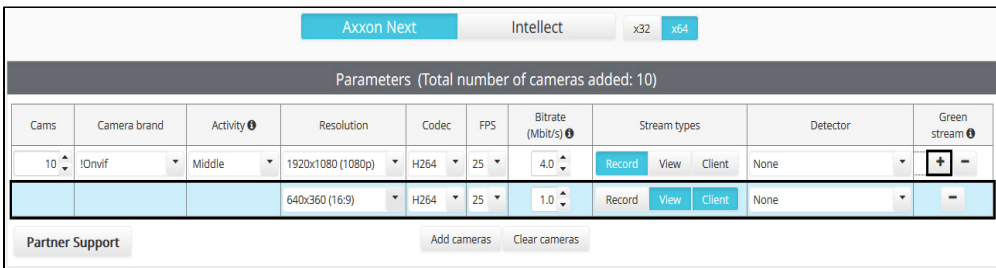 Axxon Next Intellect x32 x64
Parameters (Total number of cameras added: 10)
Cams Camera brand Activity Resolution Codec FPS Bitrate (Mbit/s) Stream types Detector Green stream
10 !Onvif Middle 1920x1080 (1080p) H264 25 4.0 Record View Client None + −
640x360 (16:9) H264 25 1.0 Record View Client None −
Partner Support Add cameras Clear cameras